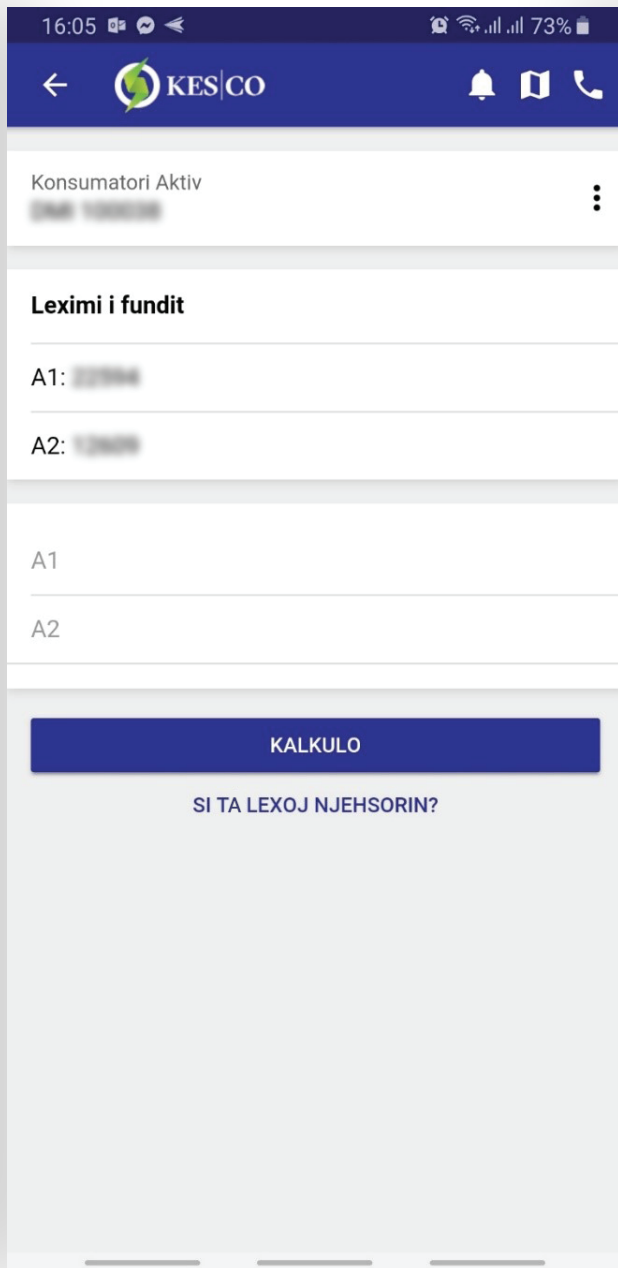 16:05 73%
KES|CO
Konsumatori Aktiv
Leximi i fundit
A1:
A2:
A1
A2
KALKULO
SI TA LEXOJ NJEHSORIN?